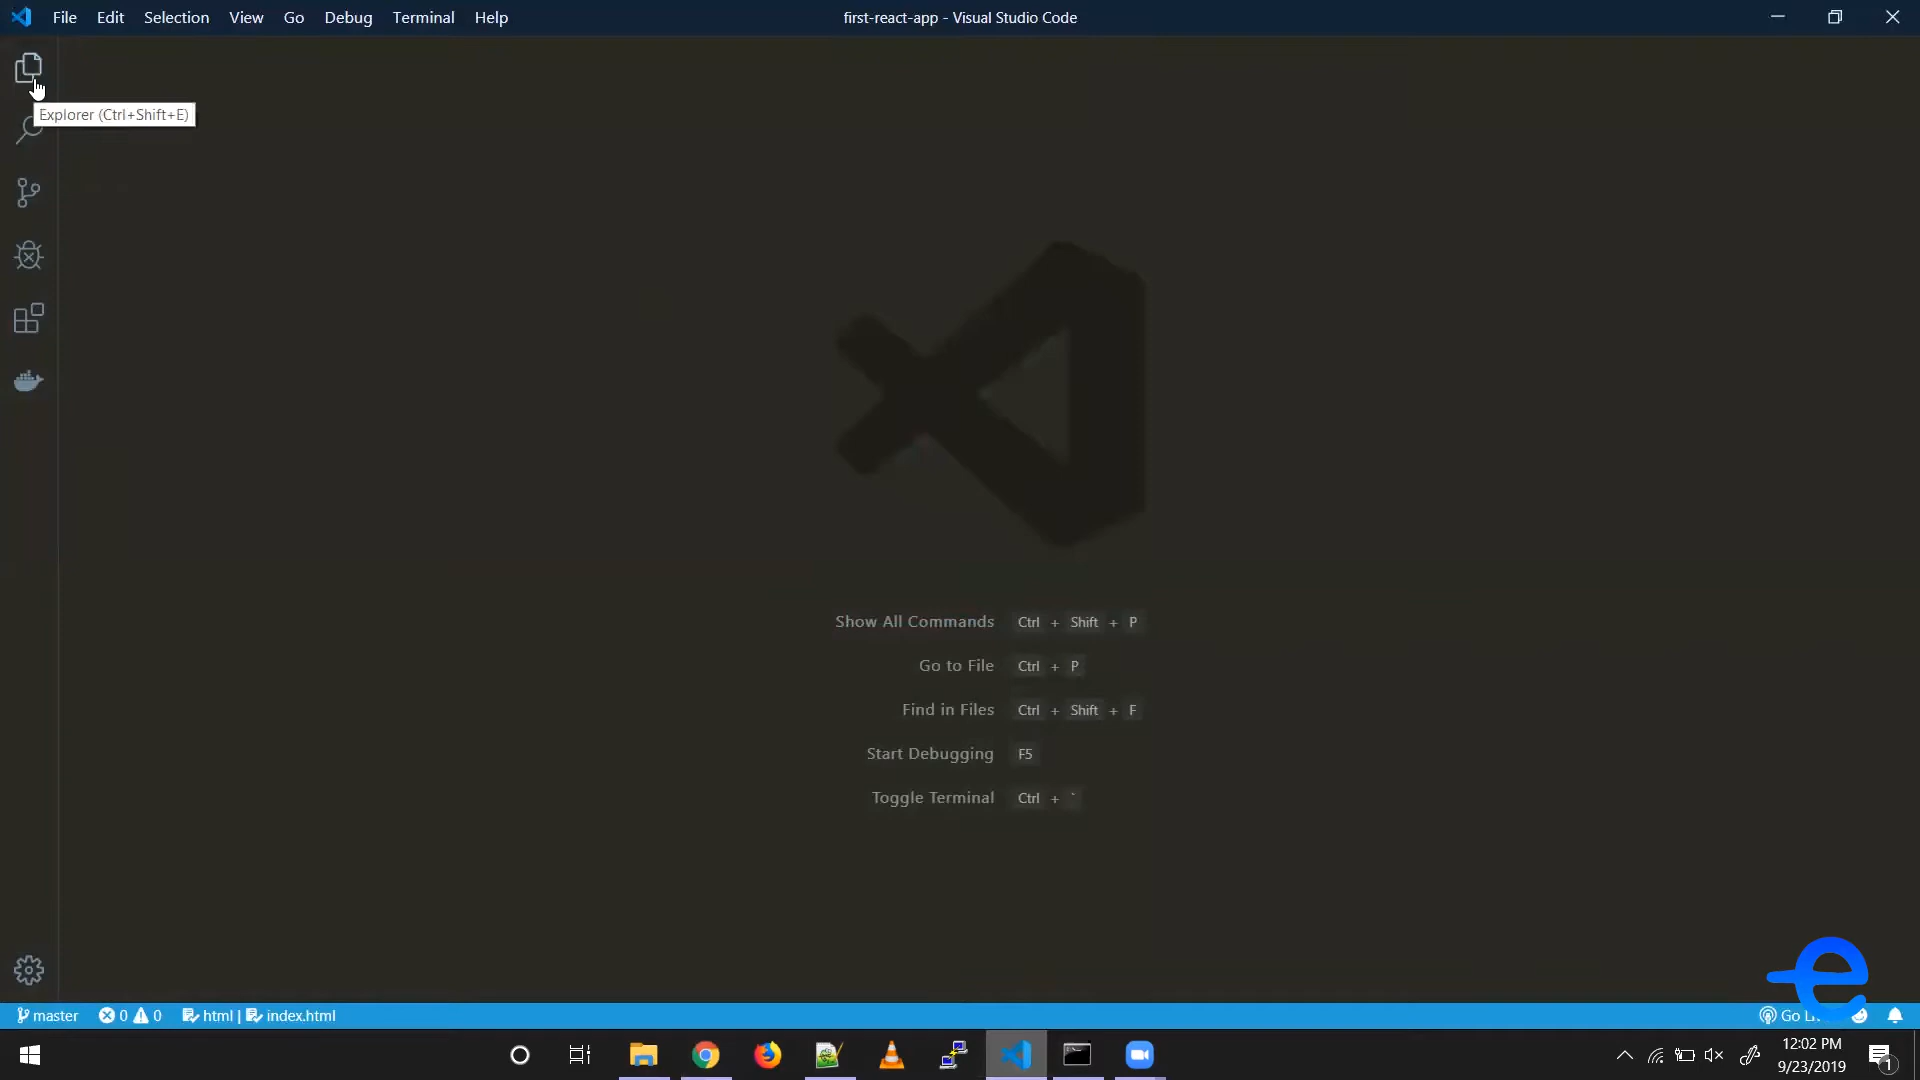 File Edit Selection View Go Debug Terminal Help
first-react-app - Visual Studio Code
Explorer (Ctrl+Shift+E)
Show All Commands Ctrl + Shift + P
Go to File Ctrl + P
Find in Files Ctrl + Shift + F
Start Debugging F5
Toggle Terminal Ctrl + `
master 0 0 html | index.html
Go
12:02 PM
9/23/2019
1